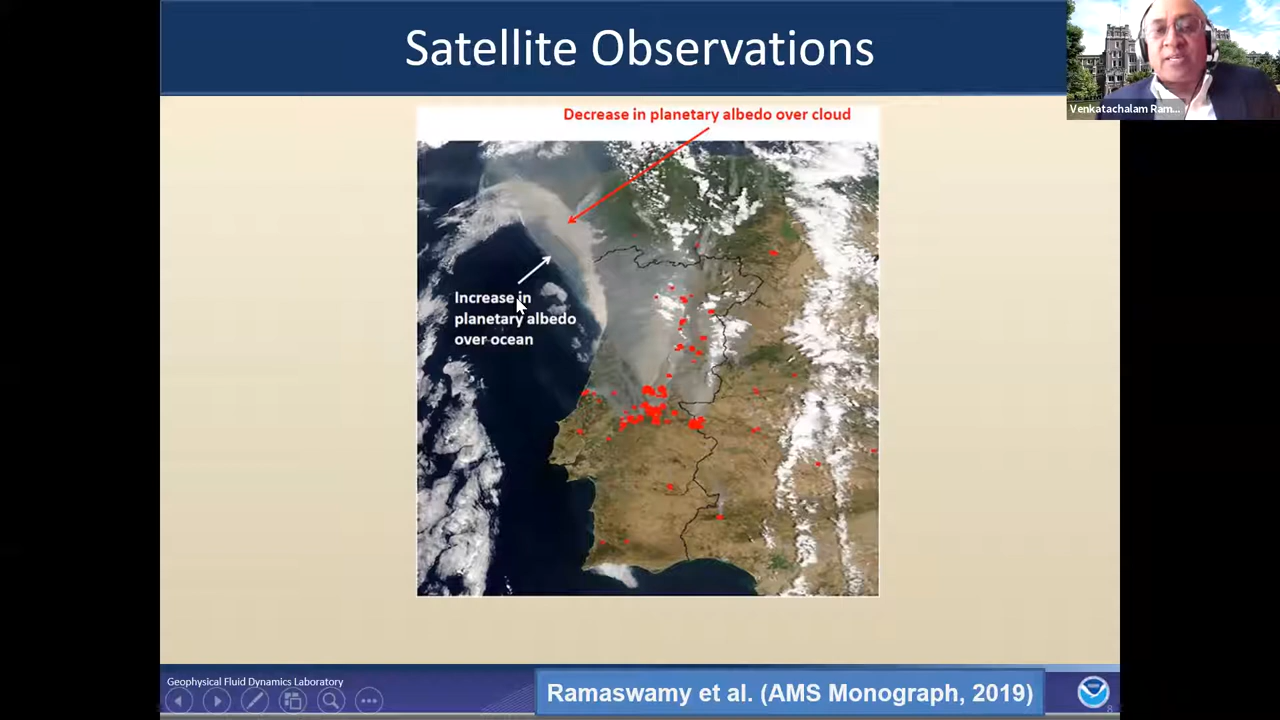 Satellite Observations
Venkatachalam Ram...
Decrease in planetary albedo over cloud
Increase in
planetary albedo
over ocean
Geophysical Fluid Dynamics Laboratory
Ramaswamy et al. (AMS Monograph, 2019)
8